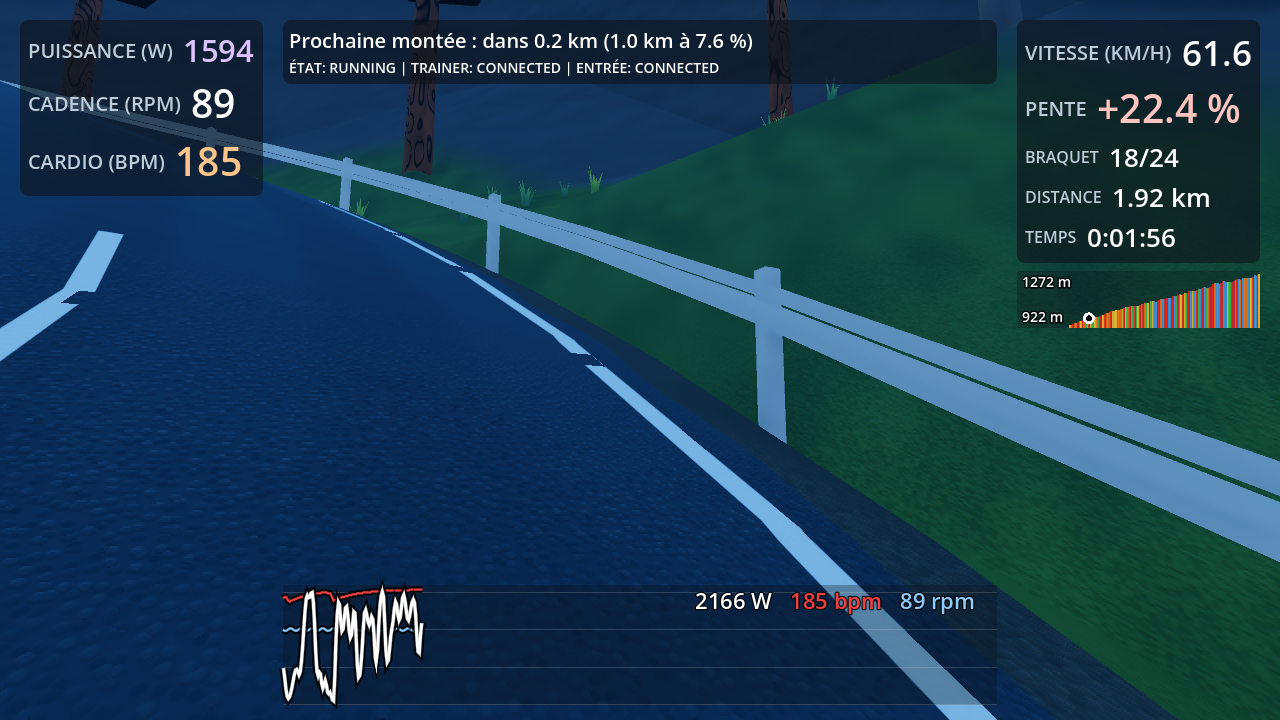 PUISSANCE (W) 1594
CADENCE (RPM) 89
CARDIO (BPM) 185
Prochaine montée : dans 0.2 km (1.0 km à 7.6 %)
ÉTAT: RUNNING | TRAINER: CONNECTED | ENTRÉE: CONNECTED
VITESSE (KM/H) 61.6
PENTE +22.4 %
BRAQUET 18/24
DISTANCE 1.92 km
TEMPS 0:01:56
1272 m
922 m
2166 W 185 bpm 89 rpm